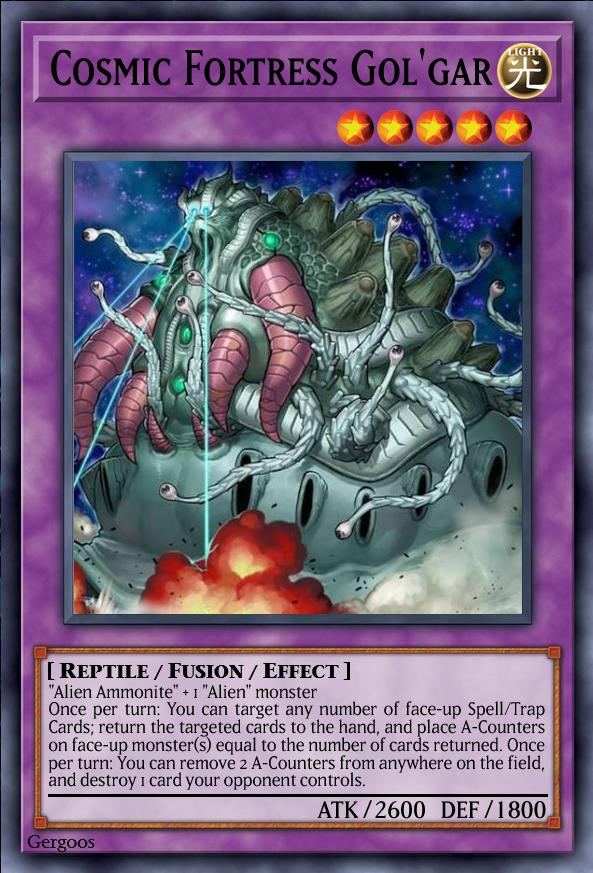 Cosmic Fortress Gol'gar
LIGHT
光
[ Reptile / Fusion / Effect ]
"Alien Ammonite" + 1 "Alien" monster
Once per turn: You can target any number of face-up Spell/Trap
Cards; return the targeted cards to the hand, and place A-Counters
on face-up monster(s) equal to the number of cards returned. Once
per turn: You can remove 2 A-Counters from anywhere on the field,
and destroy 1 card your opponent controls.
ATK / 2600 DEF / 1800
Gergoos